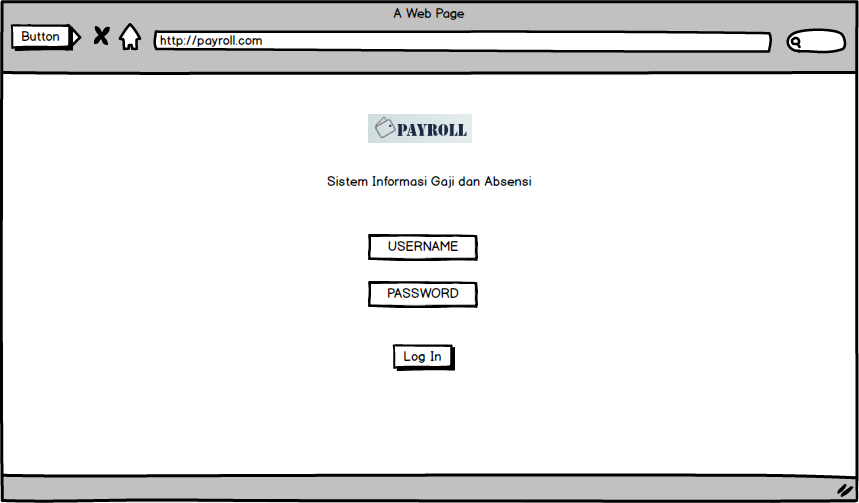 A Web Page
Button
http://payroll.com
PAYROLL
Sistem Informasi Gaji dan Absensi
USERNAME
PASSWORD
Log In